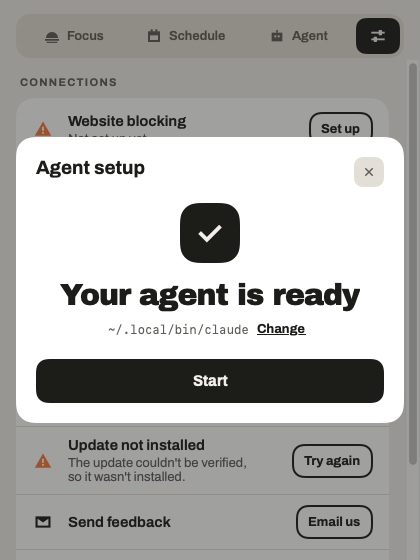 Focus
Schedule
Agent
CONNECTIONS
Website blocking
Set up
Agent setup
Your agent is ready
~/.local/bin/claude Change
Start
Update not installed
The update couldn't be verified,
so it wasn't installed.
Try again
Send feedback
Email us